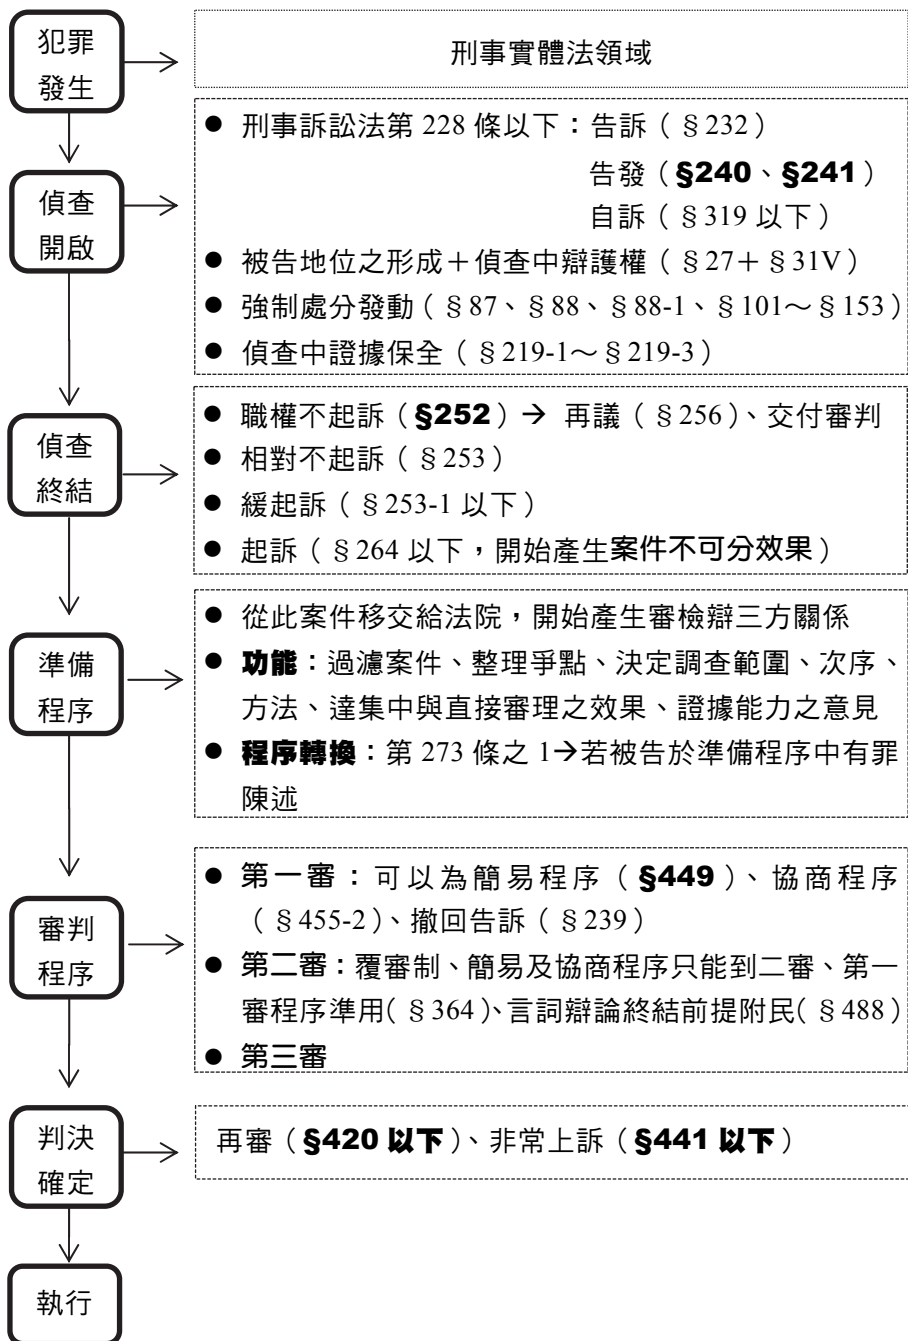 犯罪
發生
刑事實體法領域
偵查
開啟
● 刑事訴訟法第 228 條以下：告訴（§232）
告發（§240、§241）
自訴（§319 以下）
● 被告地位之形成＋偵查中辯護權（§27＋§31V）
● 強制處分發動（§87、§88、§88-1、§101～§153）
● 偵查中證據保全（§219-1～§219-3）
偵查
終結
● 職權不起訴（§252）→ 再議（§256）、交付審判
● 相對不起訴（§253）
● 緩起訴（§253-1 以下）
● 起訴（§264 以下，開始產生案件不可分效果）
準備
程序
● 從此案件移交給法院，開始產生審檢辯三方關係
● 功能：過濾案件、整理爭點、決定調查範圍、次序、
方法、達集中與直接審理之效果、證據能力之意見
● 程序轉換：第 273 條之 1→若被告於準備程序中有罪
陳述
審判
程序
● 第一審：可以為簡易程序（§449）、協商程序
（§455-2）、撤回告訴（§239）
● 第二審：覆審制、簡易及協商程序只能到二審、第一
審程序準用（§364）、言詞辯論終結前提附民（§488）
● 第三審
判決
確定
再審（§420 以下）、非常上訴（§441 以下）
執行